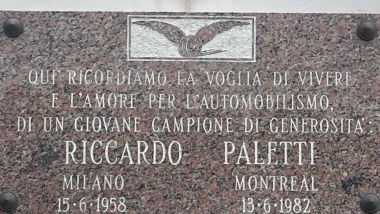 QUI' RICORDIAMO LA VOGLIA DI VIVERE
E L'AMORE PER L'AUTOMOBILISMO,
DI UN GIOVANE CAMPIONE DI GENEROSITA';
RICCARDO PALETTI
MILANO MONTREAL
15-6-1958 13-6-1982